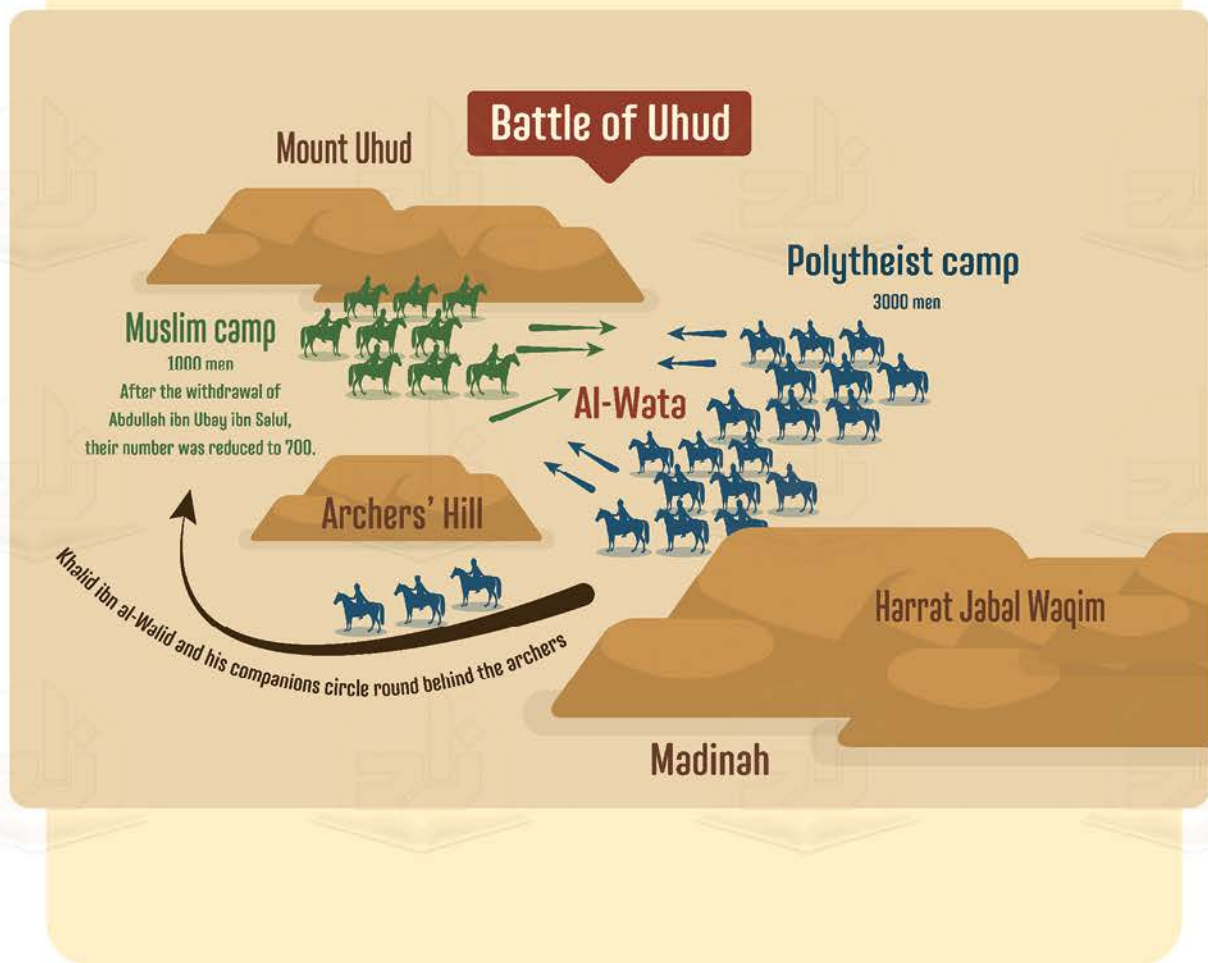 Battle of Uhud
Mount Uhud
Polytheist camp
3000 men
Muslim camp
1000 men
After the withdrawal of
Abdullah ibn Ubay ibn Salul,
their number was reduced to 700.
Al-Wata
Archers' Hill
Khalid ibn al-Walid and his companions circle round behind the archers
Harrat Jabal Waqim
Madinah